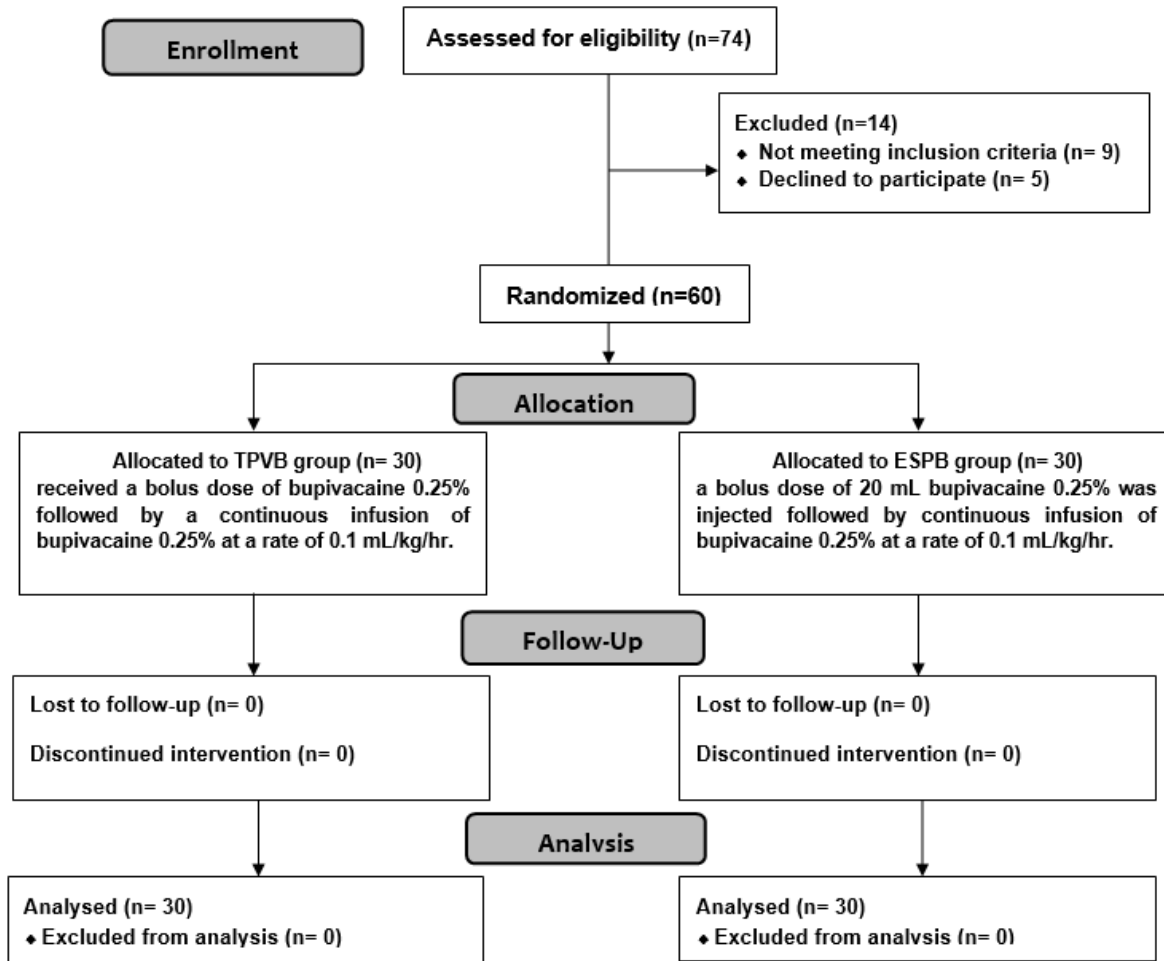 Enrollment
Assessed for eligibility (n=74)
Excluded (n=14)
♦ Not meeting inclusion criteria (n= 9)
♦ Declined to participate (n= 5)
Randomized (n=60)
Allocation
Allocated to TPVB group (n= 30)
received a bolus dose of bupivacaine 0.25%
followed by a continuous infusion of
bupivacaine 0.25% at a rate of 0.1 mL/kg/hr.
Allocated to ESPB group (n= 30)
a bolus dose of 20 mL bupivacaine 0.25% was
injected followed by continuous infusion of
bupivacaine 0.25% at a rate of 0.1 mL/kg/hr.
Follow-Up
Lost to follow-up (n= 0)
Discontinued intervention (n= 0)
Lost to follow-up (n= 0)
Discontinued intervention (n= 0)
Analysis
Analysed (n= 30)
♦ Excluded from analysis (n= 0)
Analysed (n= 30)
♦ Excluded from analysis (n= 0)